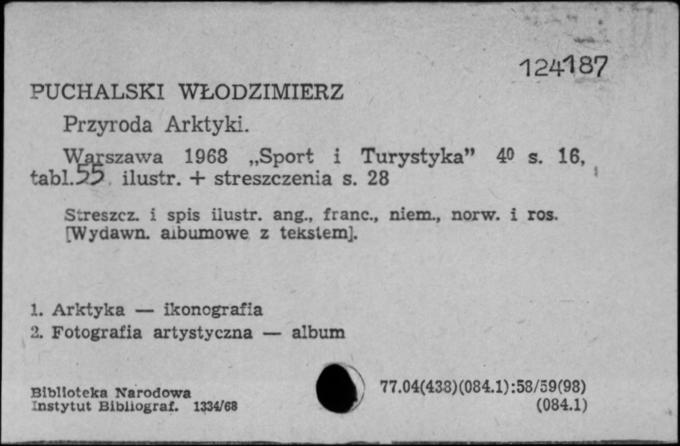 124187
PUCHALSKI WŁODZIMIERZ
Przyroda Arktyki.
Warszawa 1968 „Sport i Turystyka” 4⁰ s. 16,
tabl. 55 ilustr. + streszczenia s. 28
Streszcz. i spis ilustr. ang., franc., niem., norw. i ros.
[Wydawn. albumowe z tekstem].
1. Arktyka — ikonografia
2. Fotografia artystyczna — album
Biblioteka Narodowa
Instytut Bibliograf. 1334/68
77.04(438)(084.1):58/59(98)
(084.1)